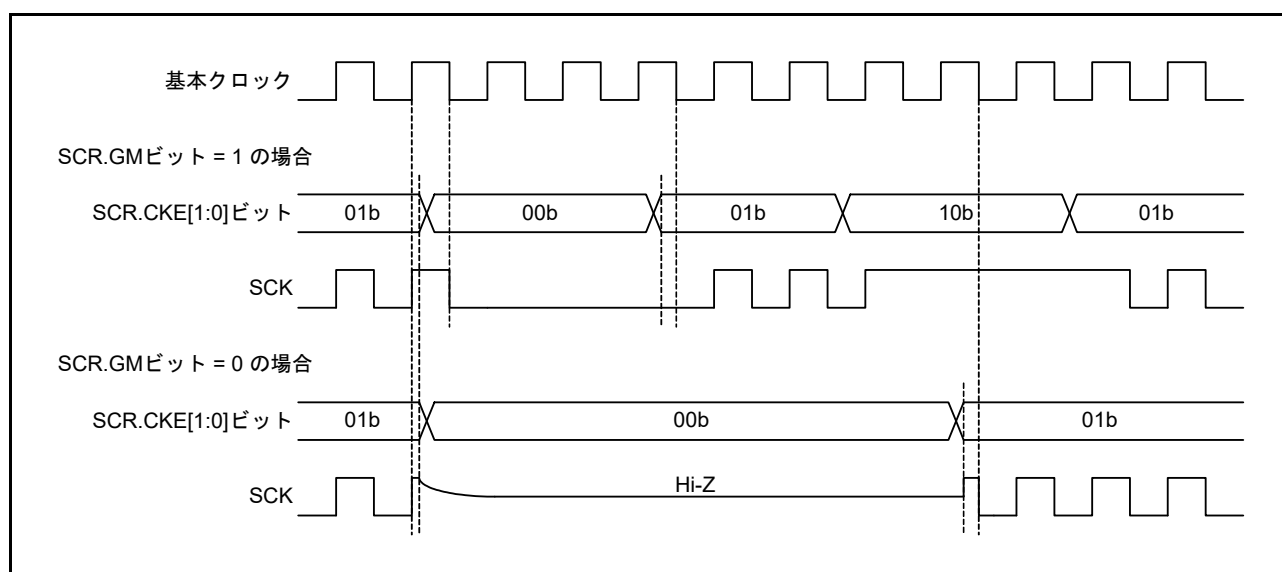 基本クロック
SCR.GMビット = 1 の場合
SCR.CKE[1:0]ビット 01b 00b 01b 10b 01b
SCK
SCR.GMビット = 0 の場合
SCR.CKE[1:0]ビット 01b 00b 01b
SCK Hi-Z